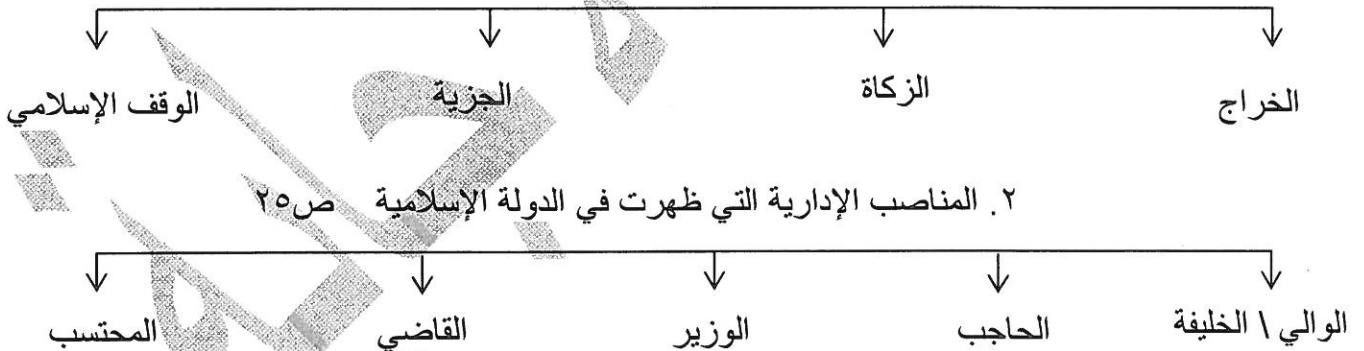 الخراج الزكاة الجزية الوقف الإسلامي
٢. المناصب الإدارية التي ظهرت في الدولة الإسلامية ص٢٥
الوالي \ الخليفة الحاجب الوزير القاضي المحتسب